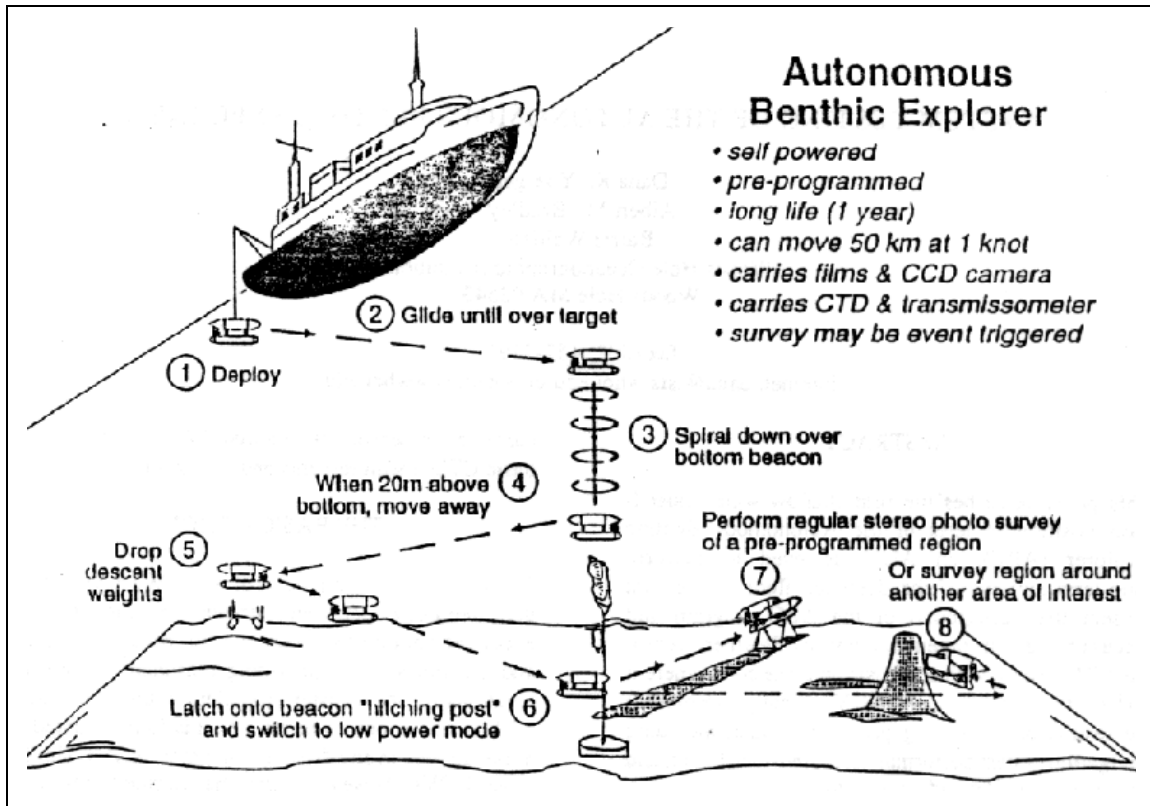 Autonomous
Benthic Explorer
• self powered
• pre-programmed
• long life (1 year)
• can move 50 km at 1 knot
• carries films & CCD camera
• carries CTD & transmissometer
• survey may be event triggered
1 Deploy
2 Glide until over target
3 Spiral down over
bottom beacon
When 20m above 4
bottom, move away
Drop 5
descent
weights
Latch onto beacon "hitching post" 6
and switch to low power mode
Perform regular stereo photo survey
of a pre-programmed region
7
Or survey region around
another area of interest
8